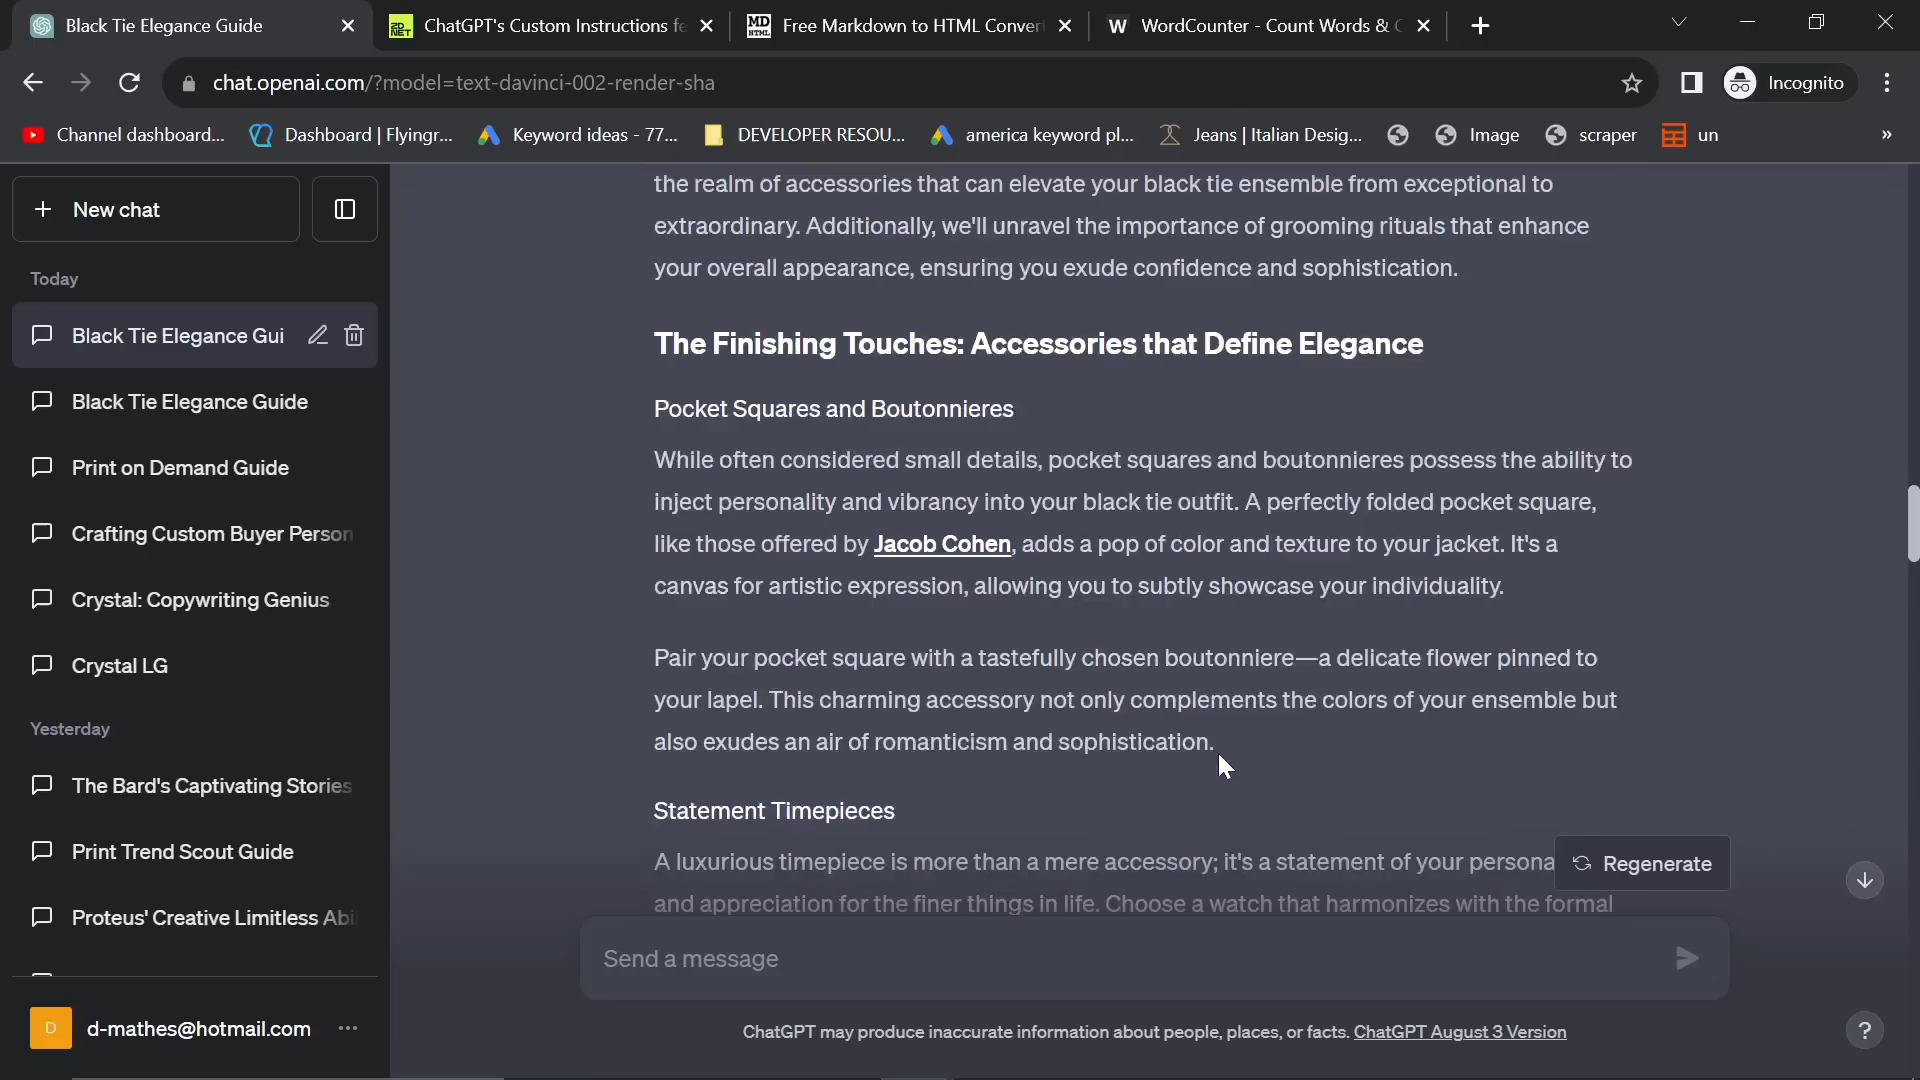 Black Tie Elegance Guide
ChatGPT's Custom Instructions fe
MD HTML Free Markdown to HTML Conver
W WordCounter - Count Words & C
chat.openai.com/?model=text-davinci-002-render-sha
Incognito
Channel dashboard...
Dashboard | Flyingr...
Keyword ideas - 77...
DEVELOPER RESOU...
america keyword pl...
Jeans | Italian Desig...
Image
scraper
un
»
New chat
Today
Black Tie Elegance Gui
Black Tie Elegance Guide
Print on Demand Guide
Crafting Custom Buyer Person
Crystal: Copywriting Genius
Crystal LG
Yesterday
The Bard's Captivating Stories
Print Trend Scout Guide
Proteus' Creative Limitless Abi
D d-mathes@hotmail.com
the realm of accessories that can elevate your black tie ensemble from exceptional to
extraordinary. Additionally, we'll unravel the importance of grooming rituals that enhance
your overall appearance, ensuring you exude confidence and sophistication.
The Finishing Touches: Accessories that Define Elegance
Pocket Squares and Boutonnieres
While often considered small details, pocket squares and boutonnieres possess the ability to
inject personality and vibrancy into your black tie outfit. A perfectly folded pocket square,
like those offered by Jacob Cohen, adds a pop of color and texture to your jacket. It's a
canvas for artistic expression, allowing you to subtly showcase your individuality.
Pair your pocket square with a tastefully chosen boutonniere—a delicate flower pinned to
your lapel. This charming accessory not only complements the colors of your ensemble but
also exudes an air of romanticism and sophistication.
Statement Timepieces
A luxurious timepiece is more than a mere accessory; it's a statement of your persona
and appreciation for the finer things in life. Choose a watch that harmonizes with the formal
Regenerate
Send a message
ChatGPT may produce inaccurate information about people, places, or facts. ChatGPT August 3 Version
?